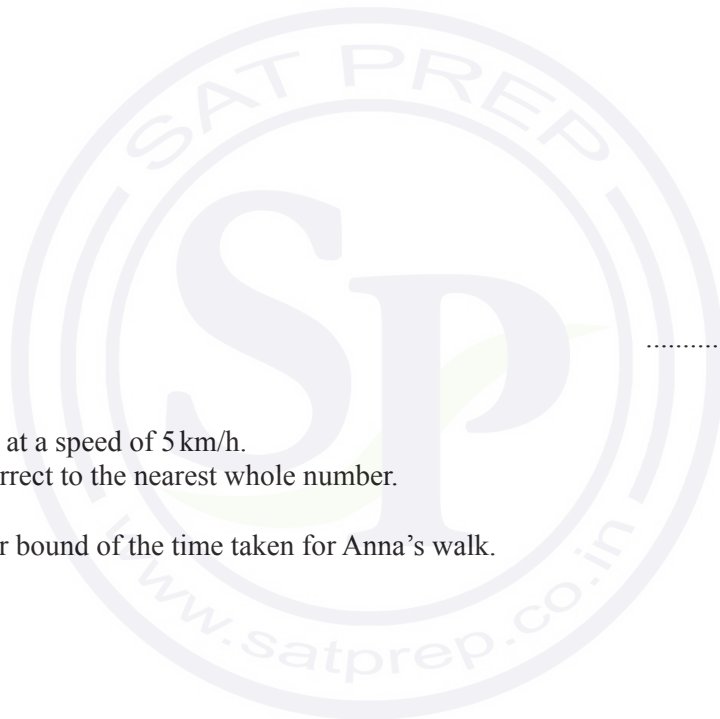 SAT PREP
SP
..........
at a speed of 5 km/h.
rrect to the nearest whole number.
r bound of the time taken for Anna’s walk.
www.satprep.co.in